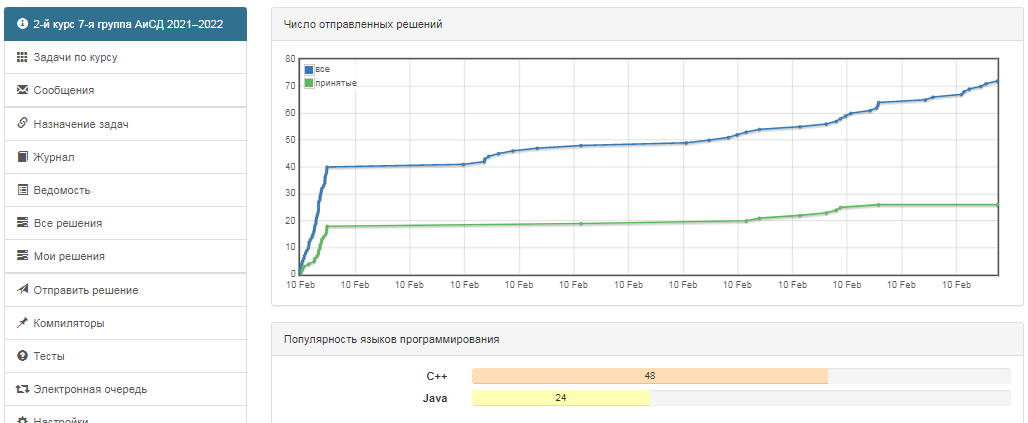 2-й курс 7-я группа АиСД 2021–2022
Задачи по курсу
Сообщения
Назначение задач
Журнал
Ведомость
Все решения
Мои решения
Отправить решение
Компиляторы
Тесты
Электронная очередь
Настройки
Число отправленных решений
все
принятые
80
70
60
50
40
30
20
10
0
10 Feb 10 Feb 10 Feb 10 Feb 10 Feb 10 Feb 10 Feb 10 Feb 10 Feb 10 Feb 10 Feb 10 Feb 10 Feb
Популярность языков программирования
C++ 48
Java 24